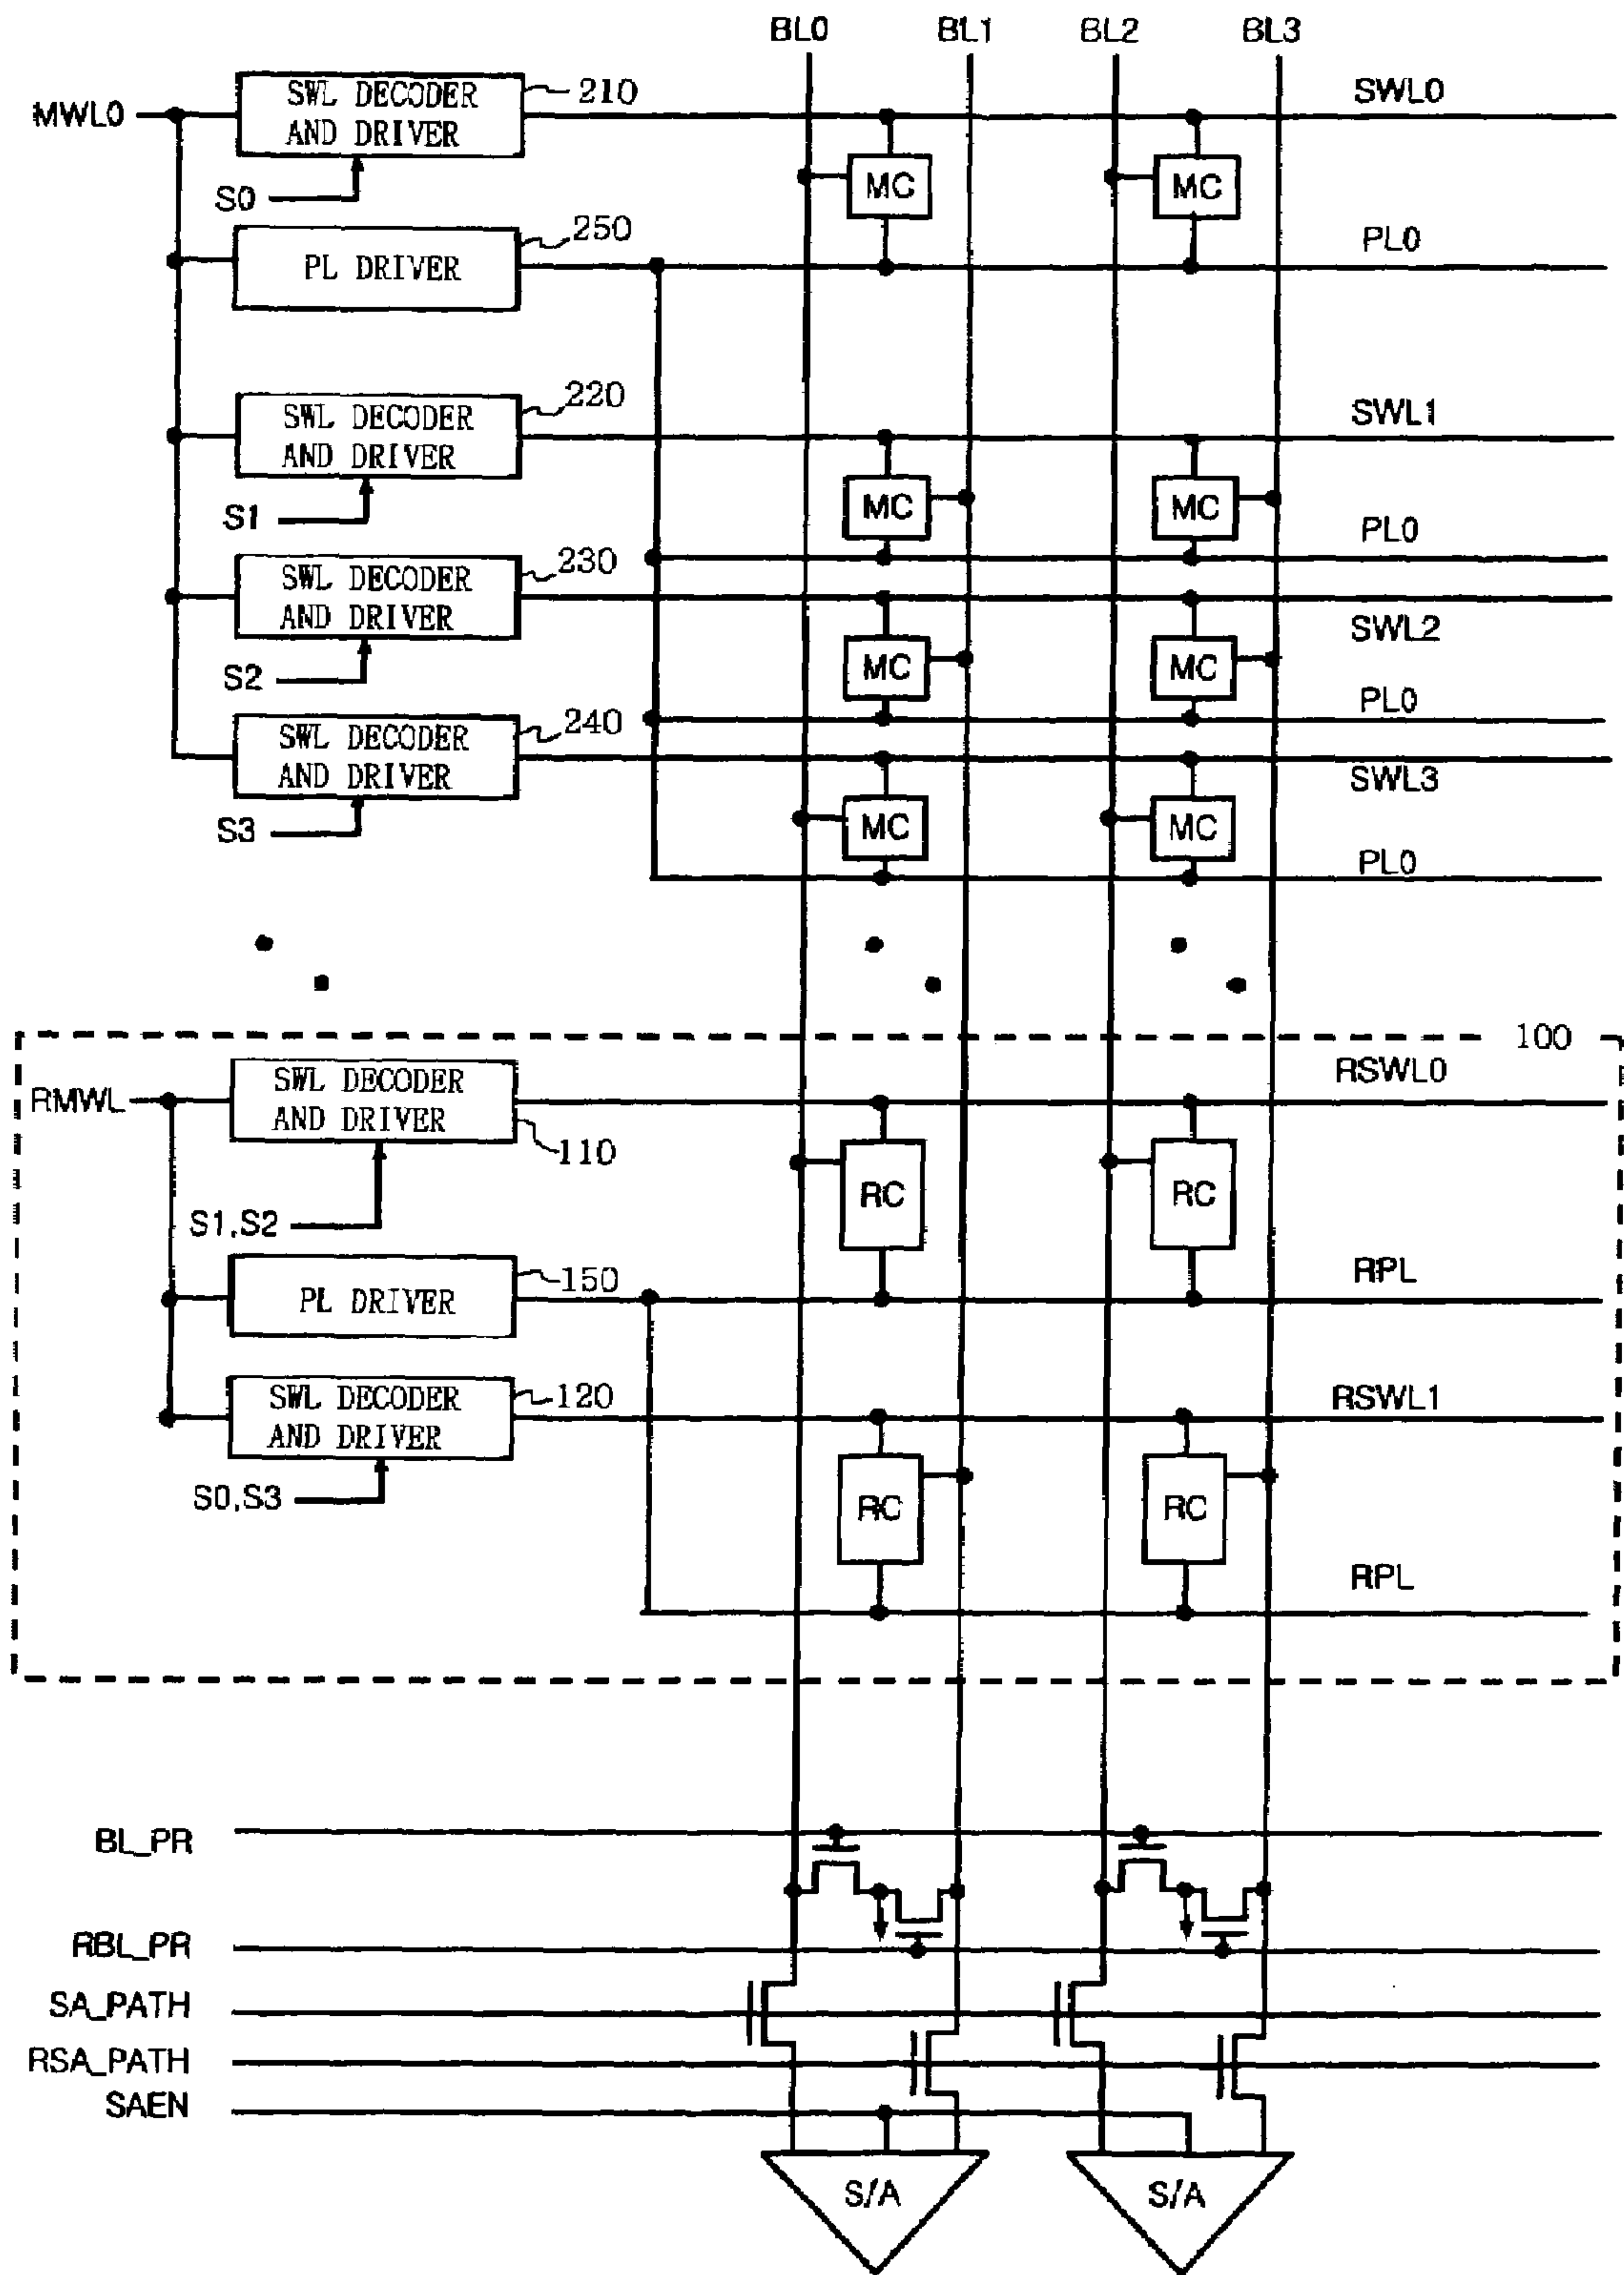 BL0 BL1 BL2 BL3
MWL0
SWL DECODER
AND DRIVER
210
SWL0
S0
MC MC
250
PL DRIVER
PL0
SWL DECODER
AND DRIVER
220
SWL1
S1
MC MC
PL0
SWL DECODER
AND DRIVER
230
SWL2
S2
MC MC
PL0
SWL DECODER
AND DRIVER
240
SWL3
S3
MC MC
PL0
100
RMWL
SWL DECODER
AND DRIVER
110
RSWL0
S1,S2
RC RC
PL DRIVER
150
RPL
SWL DECODER
AND DRIVER
120
RSWL1
S0,S3
RC RC
RPL
BL_PR
RBL_PR
SA_PATH
RSA_PATH
SAEN
S/A S/A